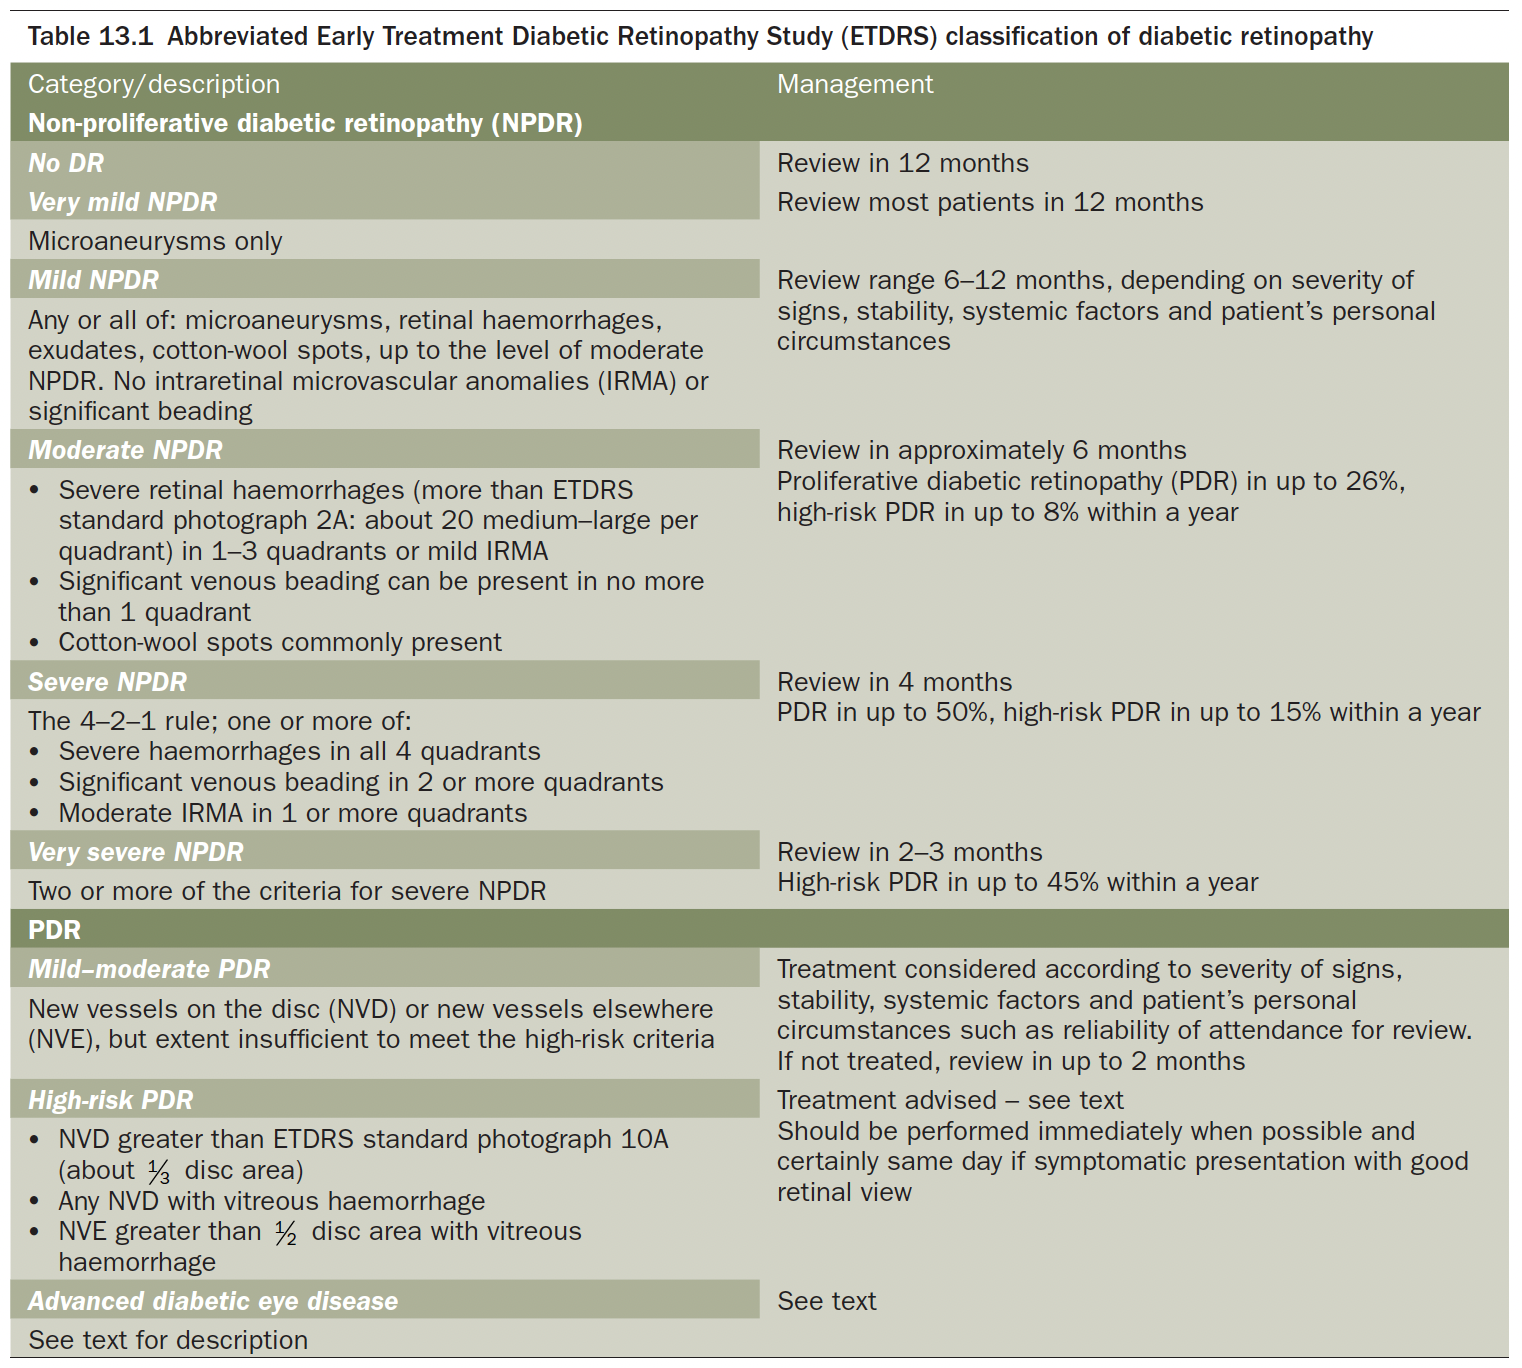 Table 13.1 Abbreviated Early Treatment Diabetic Retinopathy Study (ETDRS) classification of diabetic retinopathy
Category/description
Management
Non-proliferative diabetic retinopathy (NPDR)
No DR
Review in 12 months
Very mild NPDR
Review most patients in 12 months
Microaneurysms only
Mild NPDR
Review range 6–12 months, depending on severity of
signs, stability, systemic factors and patient’s personal
circumstances
Any or all of: microaneurysms, retinal haemorrhages,
exudates, cotton-wool spots, up to the level of moderate
NPDR. No intraretinal microvascular anomalies (IRMA) or
significant beading
Moderate NPDR
Review in approximately 6 months
Proliferative diabetic retinopathy (PDR) in up to 26%,
high-risk PDR in up to 8% within a year
• Severe retinal haemorrhages (more than ETDRS
standard photograph 2A: about 20 medium–large per
quadrant) in 1–3 quadrants or mild IRMA
• Significant venous beading can be present in no more
than 1 quadrant
• Cotton-wool spots commonly present
Severe NPDR
Review in 4 months
PDR in up to 50%, high-risk PDR in up to 15% within a year
The 4–2–1 rule; one or more of:
• Severe haemorrhages in all 4 quadrants
• Significant venous beading in 2 or more quadrants
• Moderate IRMA in 1 or more quadrants
Very severe NPDR
Review in 2–3 months
High-risk PDR in up to 45% within a year
Two or more of the criteria for severe NPDR
PDR
Mild–moderate PDR
Treatment considered according to severity of signs,
stability, systemic factors and patient’s personal
circumstances such as reliability of attendance for review.
If not treated, review in up to 2 months
New vessels on the disc (NVD) or new vessels elsewhere
(NVE), but extent insufficient to meet the high-risk criteria
High-risk PDR
Treatment advised – see text
Should be performed immediately when possible and
certainly same day if symptomatic presentation with good
retinal view
• NVD greater than ETDRS standard photograph 10A
(about ⅓ disc area)
• Any NVD with vitreous haemorrhage
• NVE greater than ½ disc area with vitreous
haemorrhage
Advanced diabetic eye disease
See text
See text for description